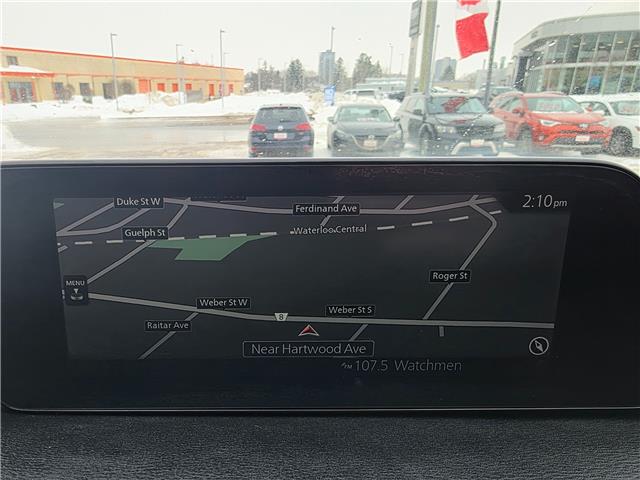 Duke St W
Ferdinand Ave
2:10 pm
Guelph St
Waterloo Central
MENU
Roger St
Weber St W
Weber St S
8
Raitar Ave
Near Hartwood Ave
FM 107.5 Watchmen